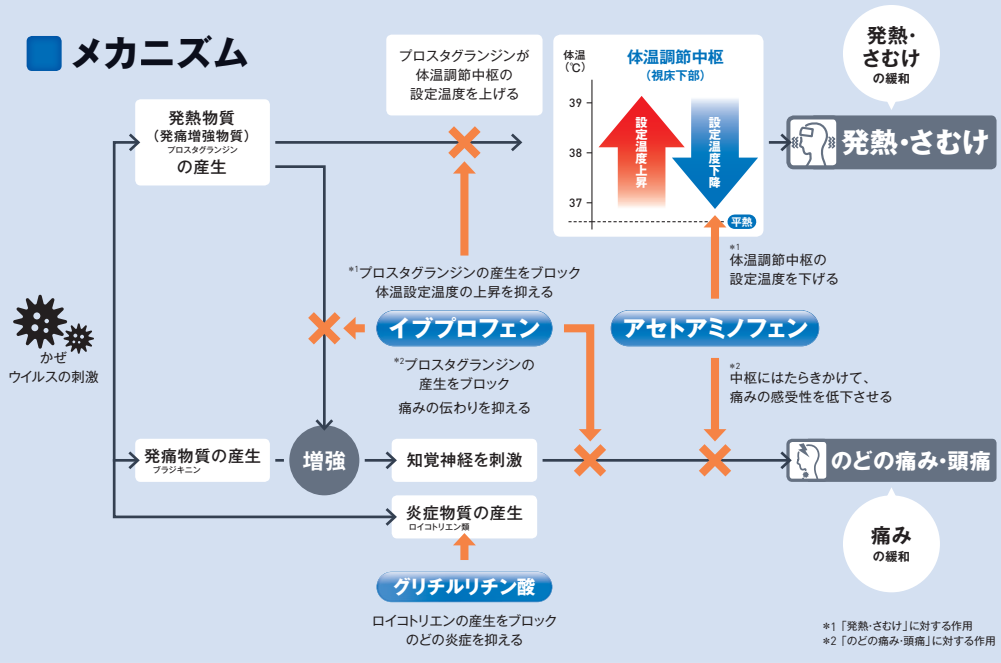 メカニズム
プロスタグランジンが
体温調節中枢の
設定温度を上げる
体温
(℃)
体温調節中枢
(視床下部)
39
38
37
設定温度上昇
設定温度下降
平熱
発熱・
さむけ
の緩和
発熱・さむけ
発熱物質
(発痛増強物質)
プロスタグランジン
の産生
*1プロスタグランジンの産生をブロック
体温設定温度の上昇を抑える
*1
体温調節中枢の
設定温度を下げる
イブプロフェン
アセトアミノフェン
*2プロスタグランジンの
産生をブロック
痛みの伝わりを抑える
*2
中枢にはたらきかけて、
痛みの感受性を低下させる
かぜ
ウイルスの刺激
発痛物質の産生
ブラジキニン
増強
知覚神経を刺激
のどの痛み・頭痛
炎症物質の産生
ロイコトリエン類
痛み
の緩和
グリチルリチン酸
ロイコトリエンの産生をブロック
のどの炎症を抑える
*1「発熱・さむけ」に対する作用
*2「のどの痛み・頭痛」に対する作用